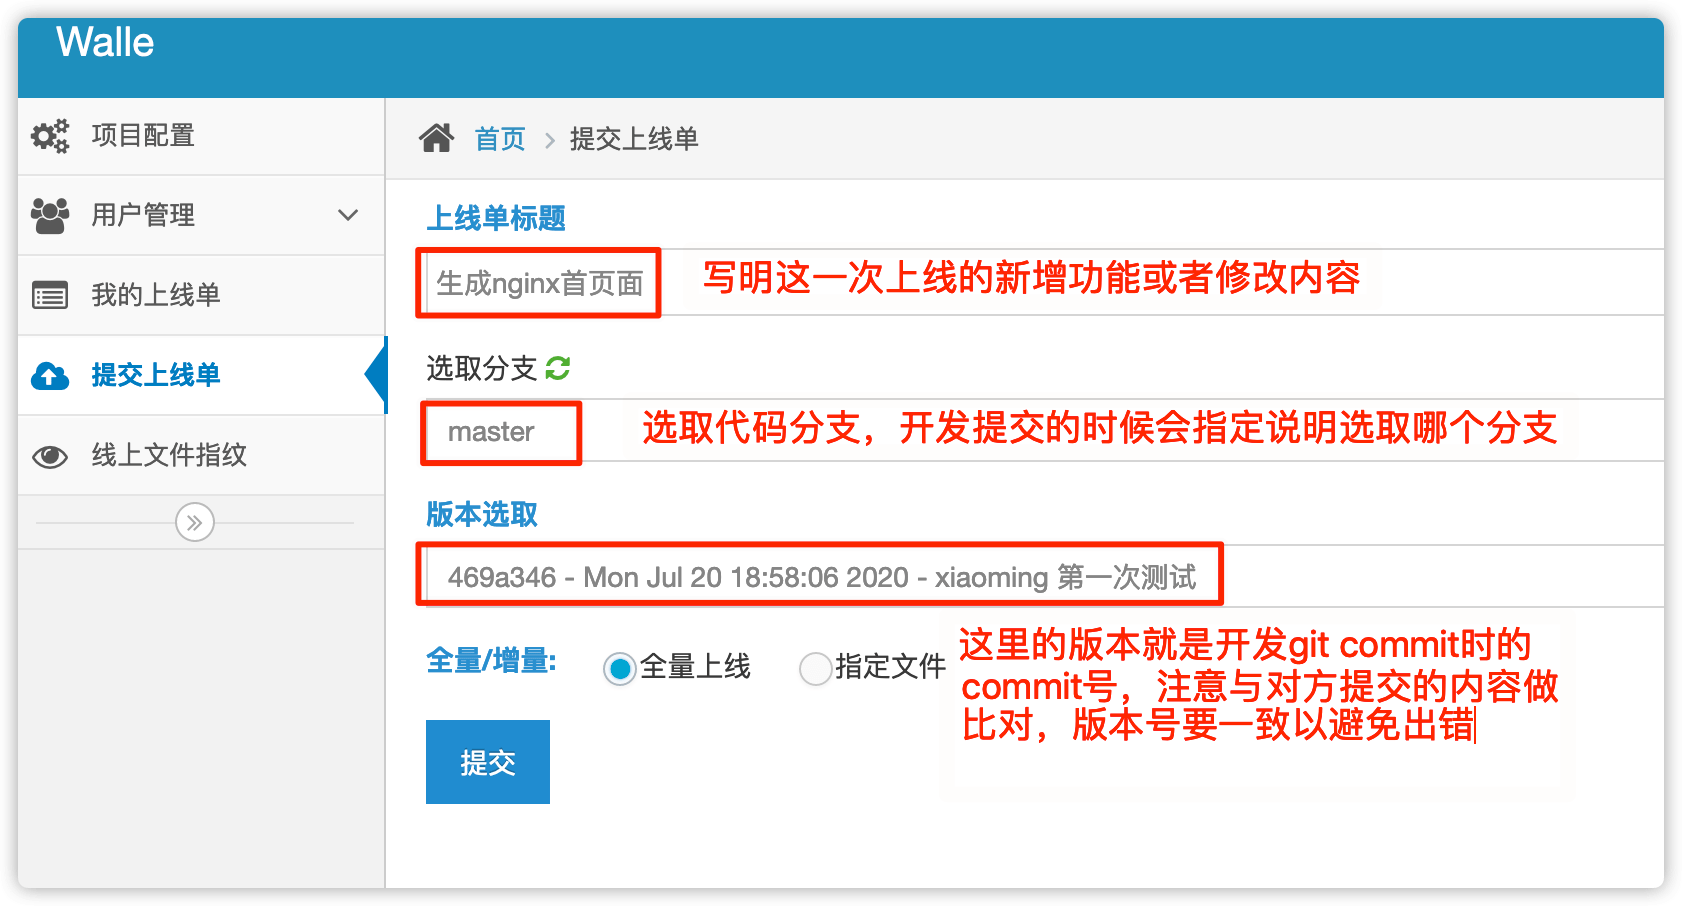 Walle
项目配置
用户管理
我的上线单
提交上线单
线上文件指纹
首页 > 提交上线单
上线单标题
生成nginx首页面
写明这一次上线的新增功能或者修改内容
选取分支
master
选取代码分支，开发提交的时候会指定说明选取哪个分支
版本选取
469a346 - Mon Jul 20 18:58:06 2020 - xiaoming 第一次测试
全量/增量: 全量上线 指定文件
这里的版本就是开发git commit时的
commit号，注意与对方提交的内容做
比对，版本号要一致以避免出错
提交